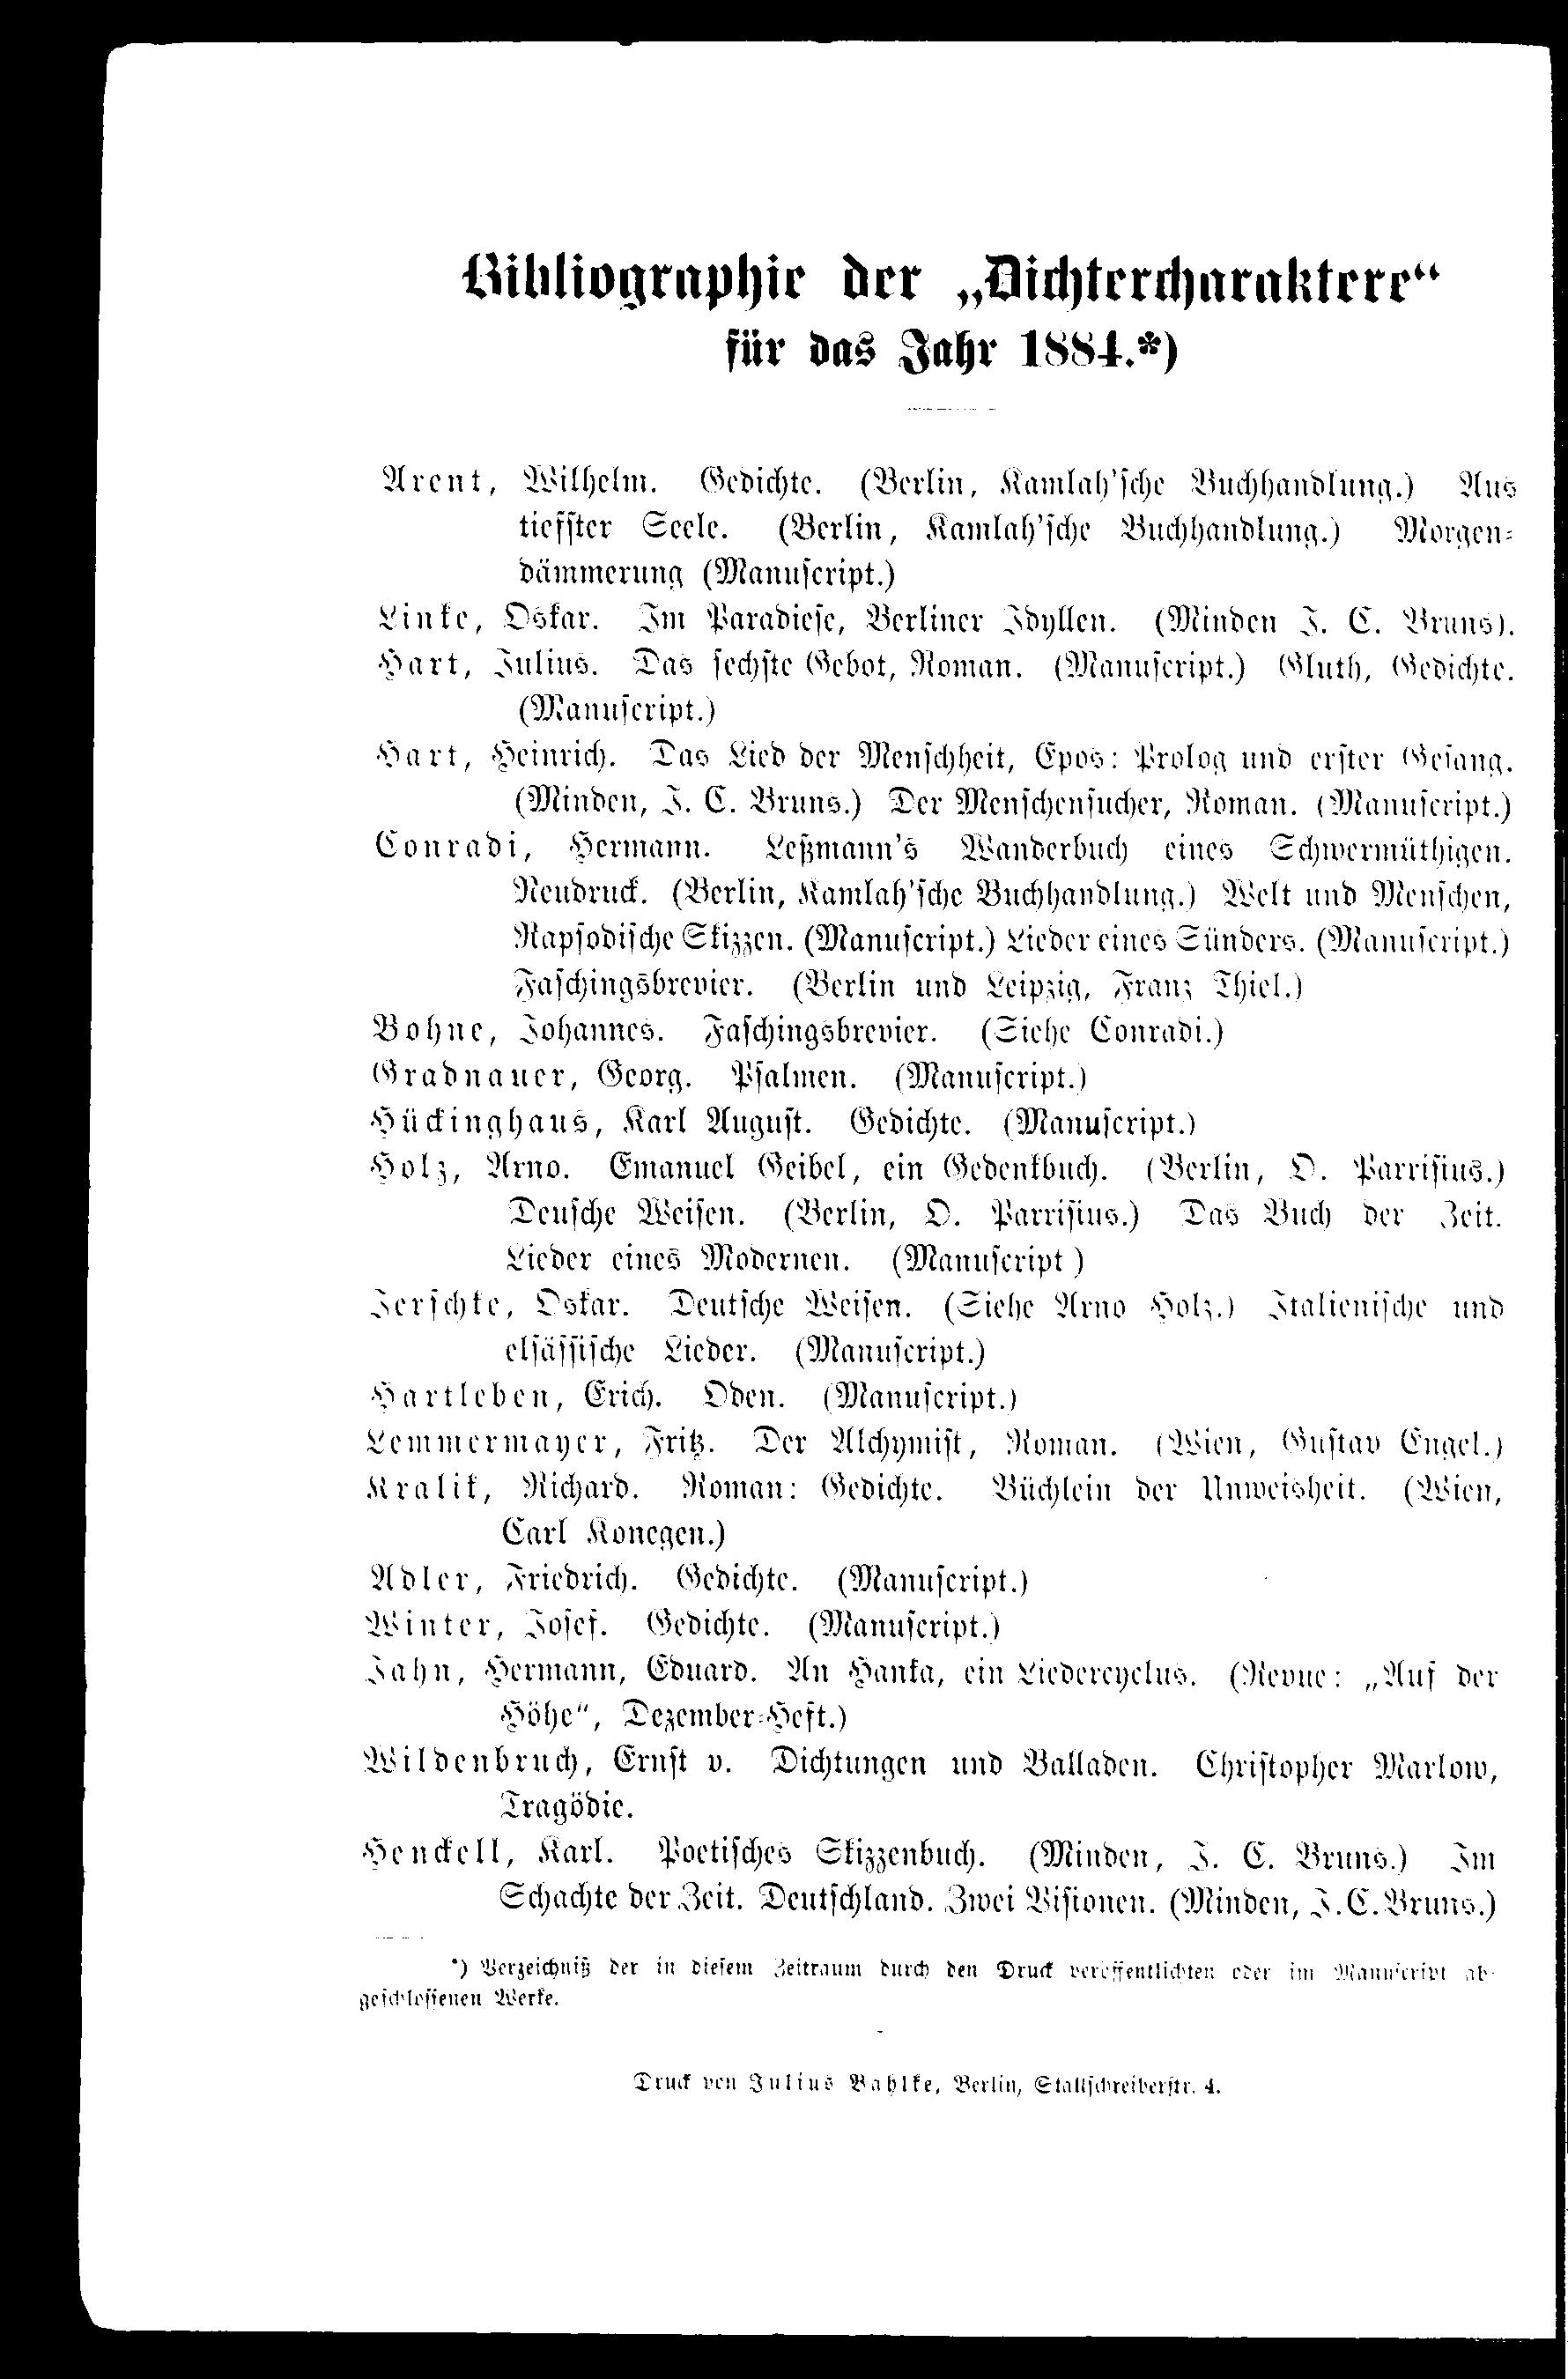 Bibliographie der „Dichtercharaktere“
für das Jahr 1884.*)
Arent, Wilhelm. Gedichte. (Berlin, Kamlah'sche Buchhandlung.) Aus
tiefster Seele. (Berlin, Kamlah'sche Buchhandlung.) Morgen-
dämmerung (Manuscript.)
Linke, Oskar. Im Paradiese, Berliner Idyllen. (Minden J. C. Bruns).
Hart, Julius. Das sechste Gebot, Roman. (Manuscript.) Gluth, Gedichte.
(Manuscript.)
Hart, Heinrich. Das Lied der Menschheit, Epos: Prolog und erster Gesang.
(Minden, J. C. Bruns.) Der Menschensucher, Roman. (Manuscript.)
Conradi, Hermann. Leßmann's Wanderbuch eines Schwermüthigen.
Neudruck. (Berlin, Kamlah'sche Buchhandlung.) Welt und Menschen,
Rapsodische Skizzen. (Manuscript.) Lieder eines Sünders. (Manuscript.)
Faschingsbrevier. (Berlin und Leipzig, Franz Thiel.)
Bohne, Johannes. Faschingsbrevier. (Siehe Conradi.)
Gradnauer, Georg. Psalmen. (Manuscript.)
Hückinghaus, Karl August. Gedichte. (Manuscript.)
Holz, Arno. Emanuel Geibel, ein Gedenkbuch. (Berlin, O. Parrisius.)
Deusche Weisen. (Berlin, O. Parrisius.) Das Buch der Zeit.
Lieder eines Modernen. (Manuscript )
Jerschke, Oskar. Deutsche Weisen. (Siehe Arno Holz.) Italienische und
elsässische Lieder. (Manuscript.)
Hartleben, Erich. Oden. (Manuscript.)
Lemmermayer, Fritz. Der Alchymist, Roman. (Wien, Gustav Engel.)
Kralik, Richard. Roman: Gedichte. Büchlein der Unweisheit. (Wien,
Carl Konegen.)
Adler, Friedrich. Gedichte. (Manuscript.)
Winter, Josef. Gedichte. (Manuscript.)
Jahn, Hermann, Eduard. An Hanka, ein Liedercyclus. (Revue: „Auf der
Höhe“, Dezember-Heft.)
Wildenbruch, Ernst v. Dichtungen und Balladen. Christopher Marlow,
Tragödie.
Henckell, Karl. Poetisches Skizzenbuch. (Minden, J. C. Bruns.) Im
Schachte der Zeit. Deutschland. Zwei Visionen. (Minden, J. C. Bruns.)
*) Verzeichniß der in diesem Zeitraum durch den Druck veröffentlichten oder im Manuscript ab-
geschlossenen Werke.
Druck von Julius Bahlke, Berlin, Stallschreiberstr. 4.